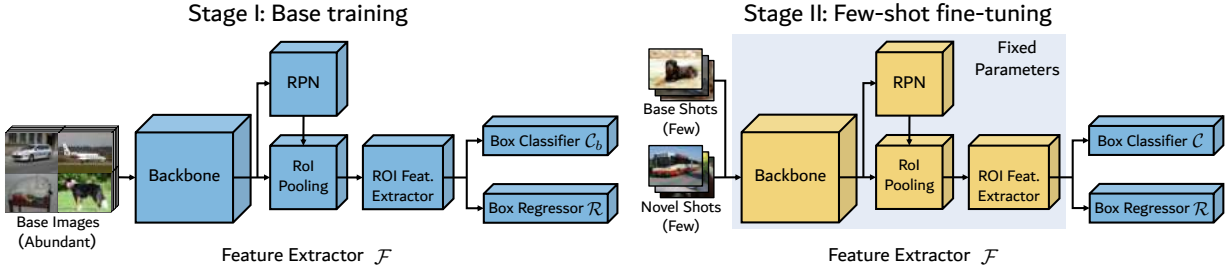 Stage I: Base training
RPN
Backbone
RoI
Pooling
ROI Feat.
Extractor
Box Classifier 𝒞_b
Box Regressor ℛ
Base Images
(Abundant)
Feature Extractor ℱ
Stage II: Few-shot fine-tuning
Fixed
Parameters
RPN
Base Shots
(Few)
Backbone
RoI
Pooling
ROI Feat.
Extractor
Box Classifier 𝒞
Box Regressor ℛ
Novel Shots
(Few)
Feature Extractor ℱ